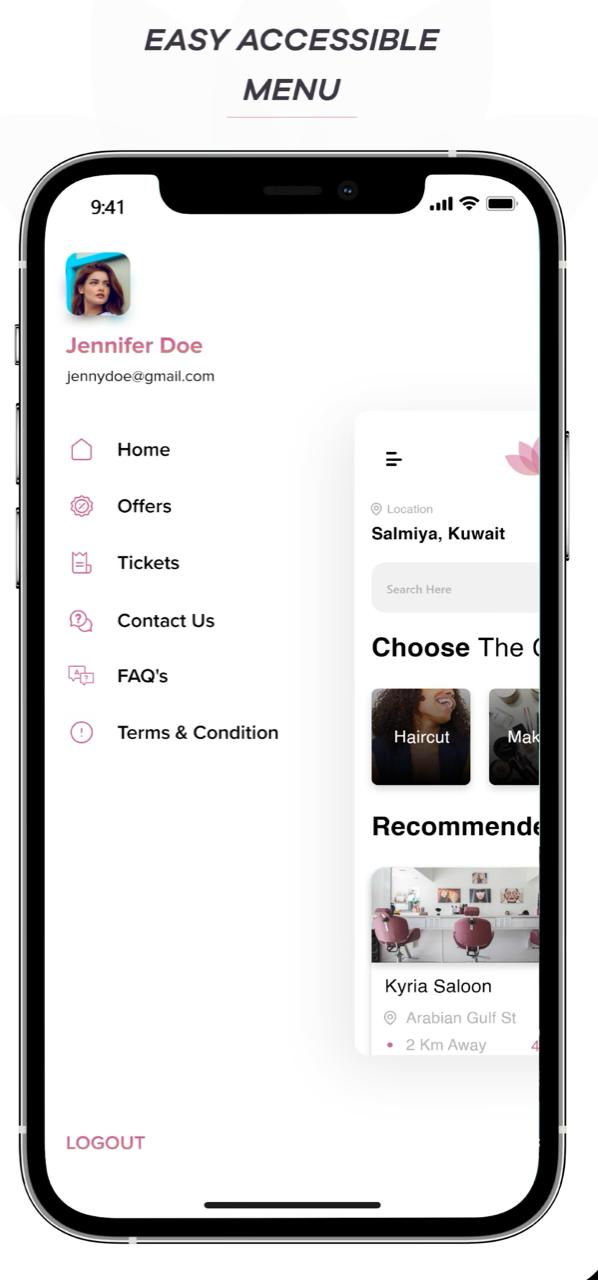 EASY ACCESSIBLE
MENU
9:41
Jennifer Doe
jennydoe@gmail.com
Home
Offers
Tickets
Contact Us
FAQ's
Terms & Condition
LOGOUT
Location
Salmiya, Kuwait
Search Here
Choose The
Haircut
Mak
Recommende
Kyria Saloon
Arabian Gulf St
2 Km Away
4